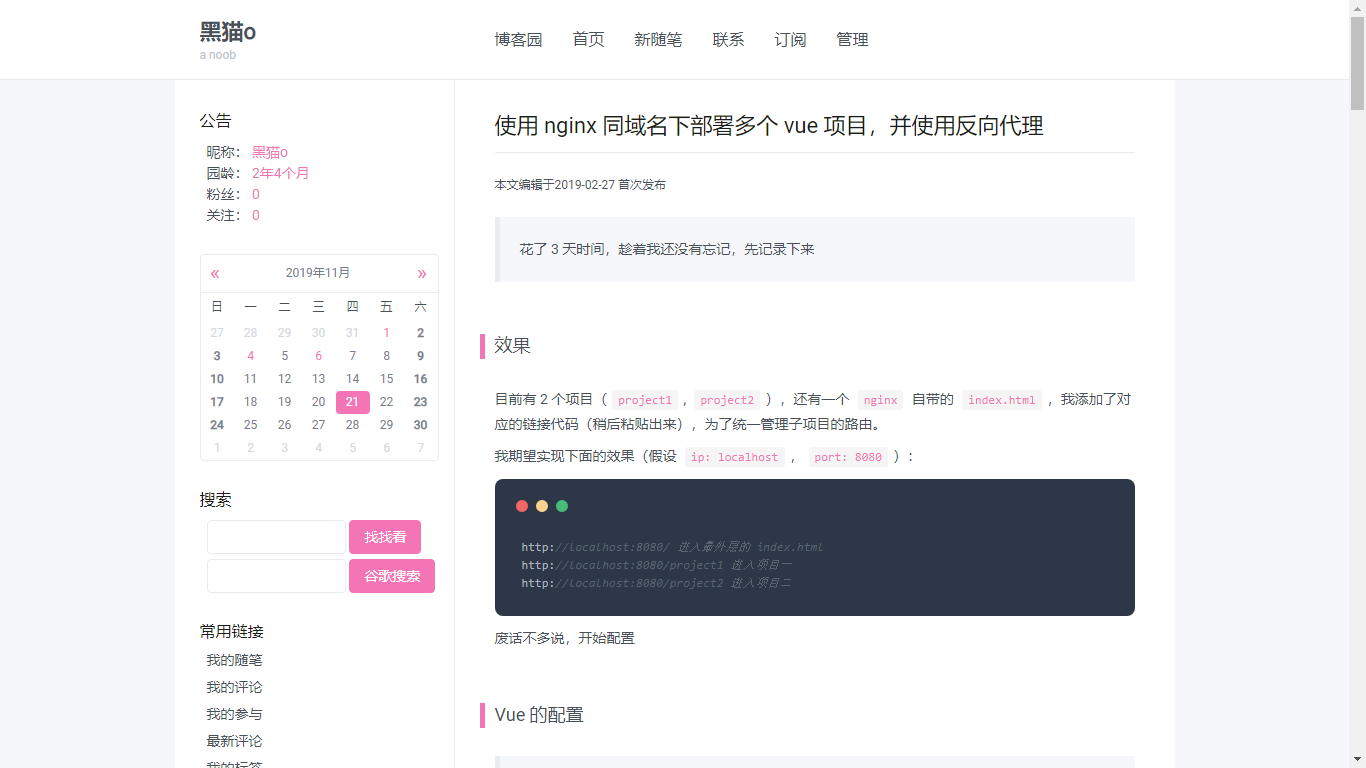 黑猫o
a noob
博客园 首页 新随笔 联系 订阅 管理
公告
昵称： 黑猫o
园龄： 2年4个月
粉丝： 0
关注： 0
« 2019年11月 »
日 一 二 三 四 五 六
27 28 29 30 31 1 2
3 4 5 6 7 8 9
10 11 12 13 14 15 16
17 18 19 20 21 22 23
24 25 26 27 28 29 30
1 2 3 4 5 6 7
搜索
找找看
谷歌搜索
常用链接
我的随笔
我的评论
我的参与
最新评论
我的标签
使用 nginx 同域名下部署多个 vue 项目，并使用反向代理
本文编辑于2019-02-27 首次发布
花了 3 天时间，趁着我还没有忘记，先记录下来
效果
目前有 2 个项目（ project1 , project2 ），还有一个 nginx 自带的 index.html ，我添加了对
应的链接代码（稍后粘贴出来），为了统一管理子项目的路由。
我期望实现下面的效果（假设 ip: localhost ， port: 8080 ）：
http://localhost:8080/ 进入最外层的 index.html
http://localhost:8080/project1 进入项目一
http://localhost:8080/project2 进入项目二
废话不多说，开始配置
Vue 的配置